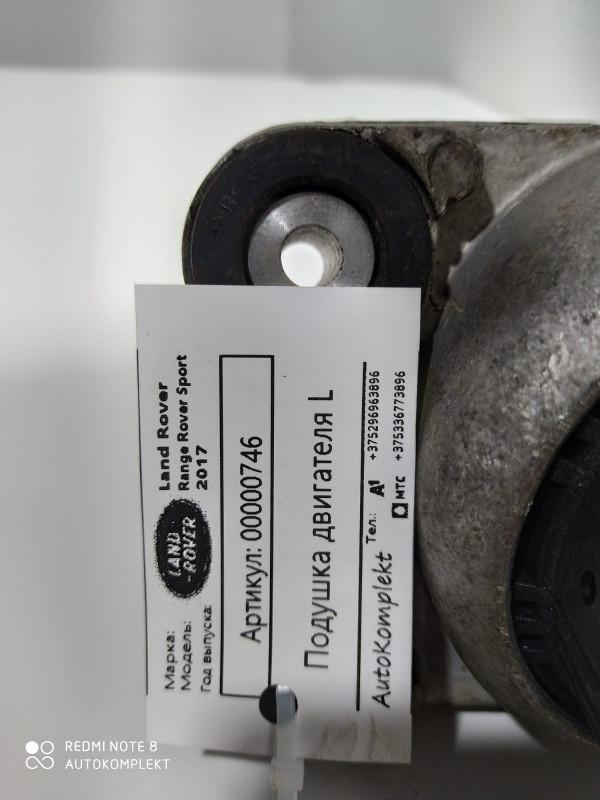 Марка: Land Rover
Модель: Range Rover Sport
Год выпуска: 2017
LAND
-ROVER
Артикул: 00000746
Подушка двигателя L
AutoKomplekt Тел.: A1 +375296963896
МТС +375336773896
REDMI NOTE 8
AUTOKOMPLEKT